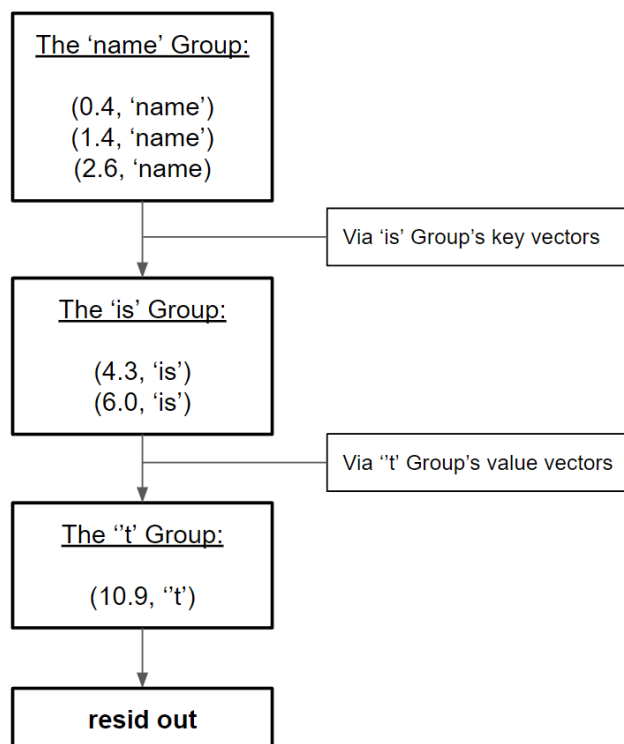 The ‘name’ Group:
(0.4, ‘name’)
(1.4, ‘name’)
(2.6, ‘name)
Via ‘is’ Group’s key vectors
The ‘is’ Group:
(4.3, ‘is’)
(6.0, ‘is’)
Via ‘‘t’ Group’s value vectors
The ‘’t’ Group:
(10.9, ‘’t’)
resid out